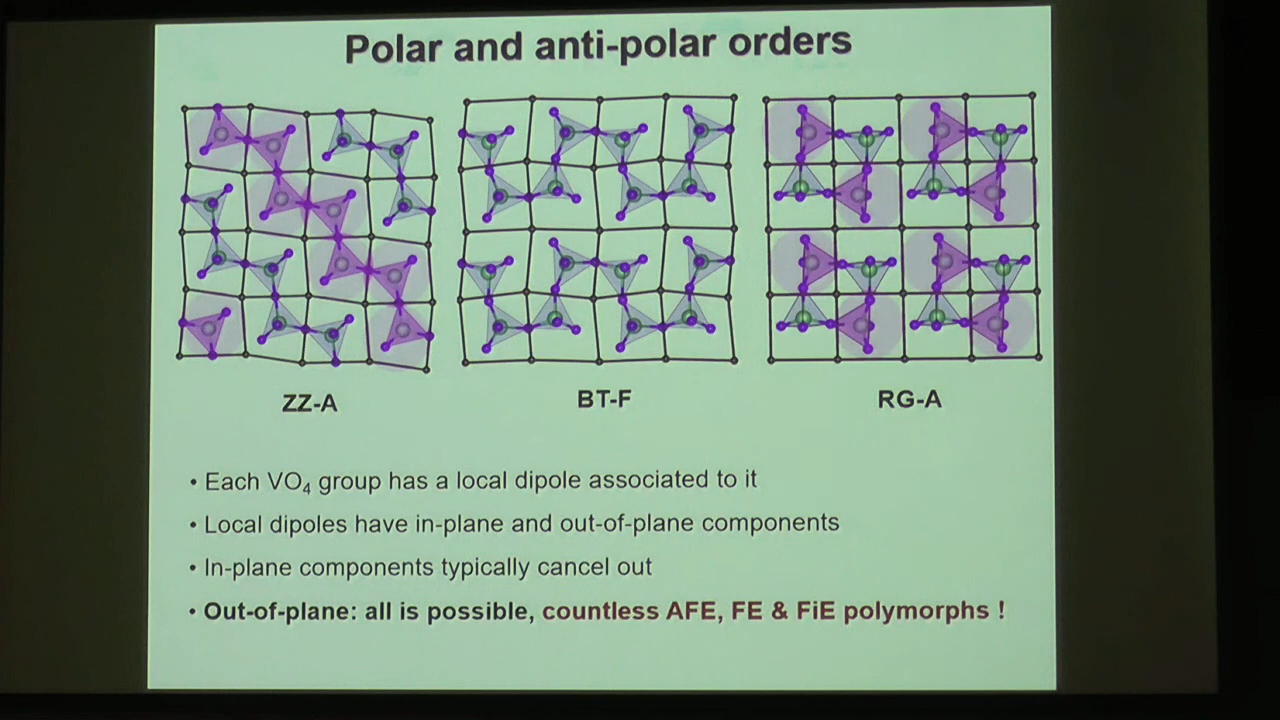 Polar and anti-polar orders
ZZ-A
BT-F
RG-A
• Each VO₄ group has a local dipole associated to it
• Local dipoles have in-plane and out-of-plane components
• In-plane components typically cancel out
• Out-of-plane: all is possible, countless AFE, FE & FiE polymorphs !